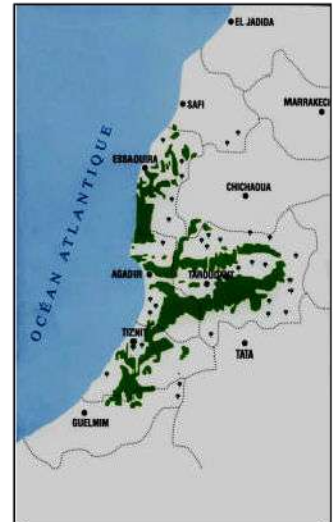 EL JADIDA
SAFI
MARRAKECH
ESSAOUIRA
CHICHAOUA
OCÉAN ATLANTIQUE
AGADIR
TAROUDANT
TIZNIT
TATA
GUELMIM